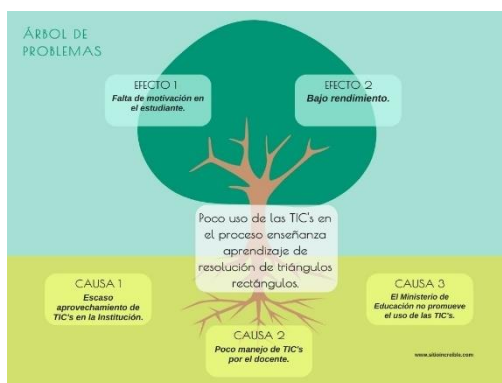 ÁRBOL DE
PROBLEMAS
EFECTO 1
Falta de motivación en
el estudiante.
EFECTO 2
Bajo rendimiento.
Poco uso de las TIC's en
el proceso enseñanza
aprendizaje de
resolución de triángulos
rectángulos.
CAUSA 1
Escaso
aprovechamiento de
TIC's en la Institución.
CAUSA 2
Poco manejo de TIC's
por el docente.
CAUSA 3
El Ministerio de
Educación no promueve
el uso de las TIC's.
www.sitioincreible.com